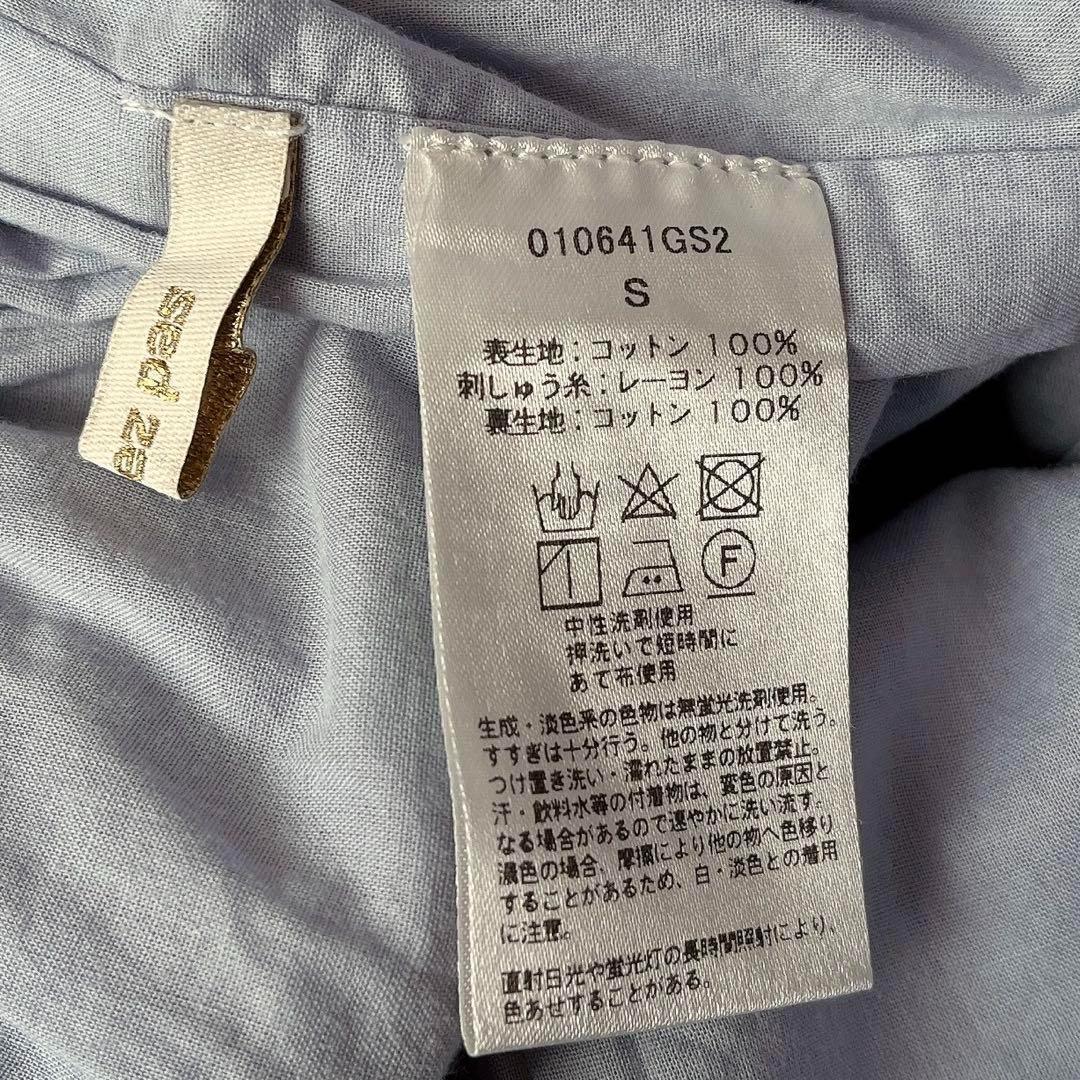 sed 2e
010641GS2
S
表生地：コットン 100%
刺しゅう糸：レーヨン 100%
裏生地：コットン 100%
F
中性洗剤使用
押洗いで短時間に
あて布使用
生成・淡色系の色物は無蛍光洗剤使用。
すすぎは十分行う。他の物と分けて洗う。
つけ置き洗い・濡れたままの放置禁止。
汗・飲料水等の付着物は、変色の原因と
なる場合があるので速やかに洗い流す。
濃色の場合、摩擦により他の物へ色移り
することがあるため、白・淡色との着用
に注意。
直射日光や蛍光灯の長時間照射により、
色あせすることがある。